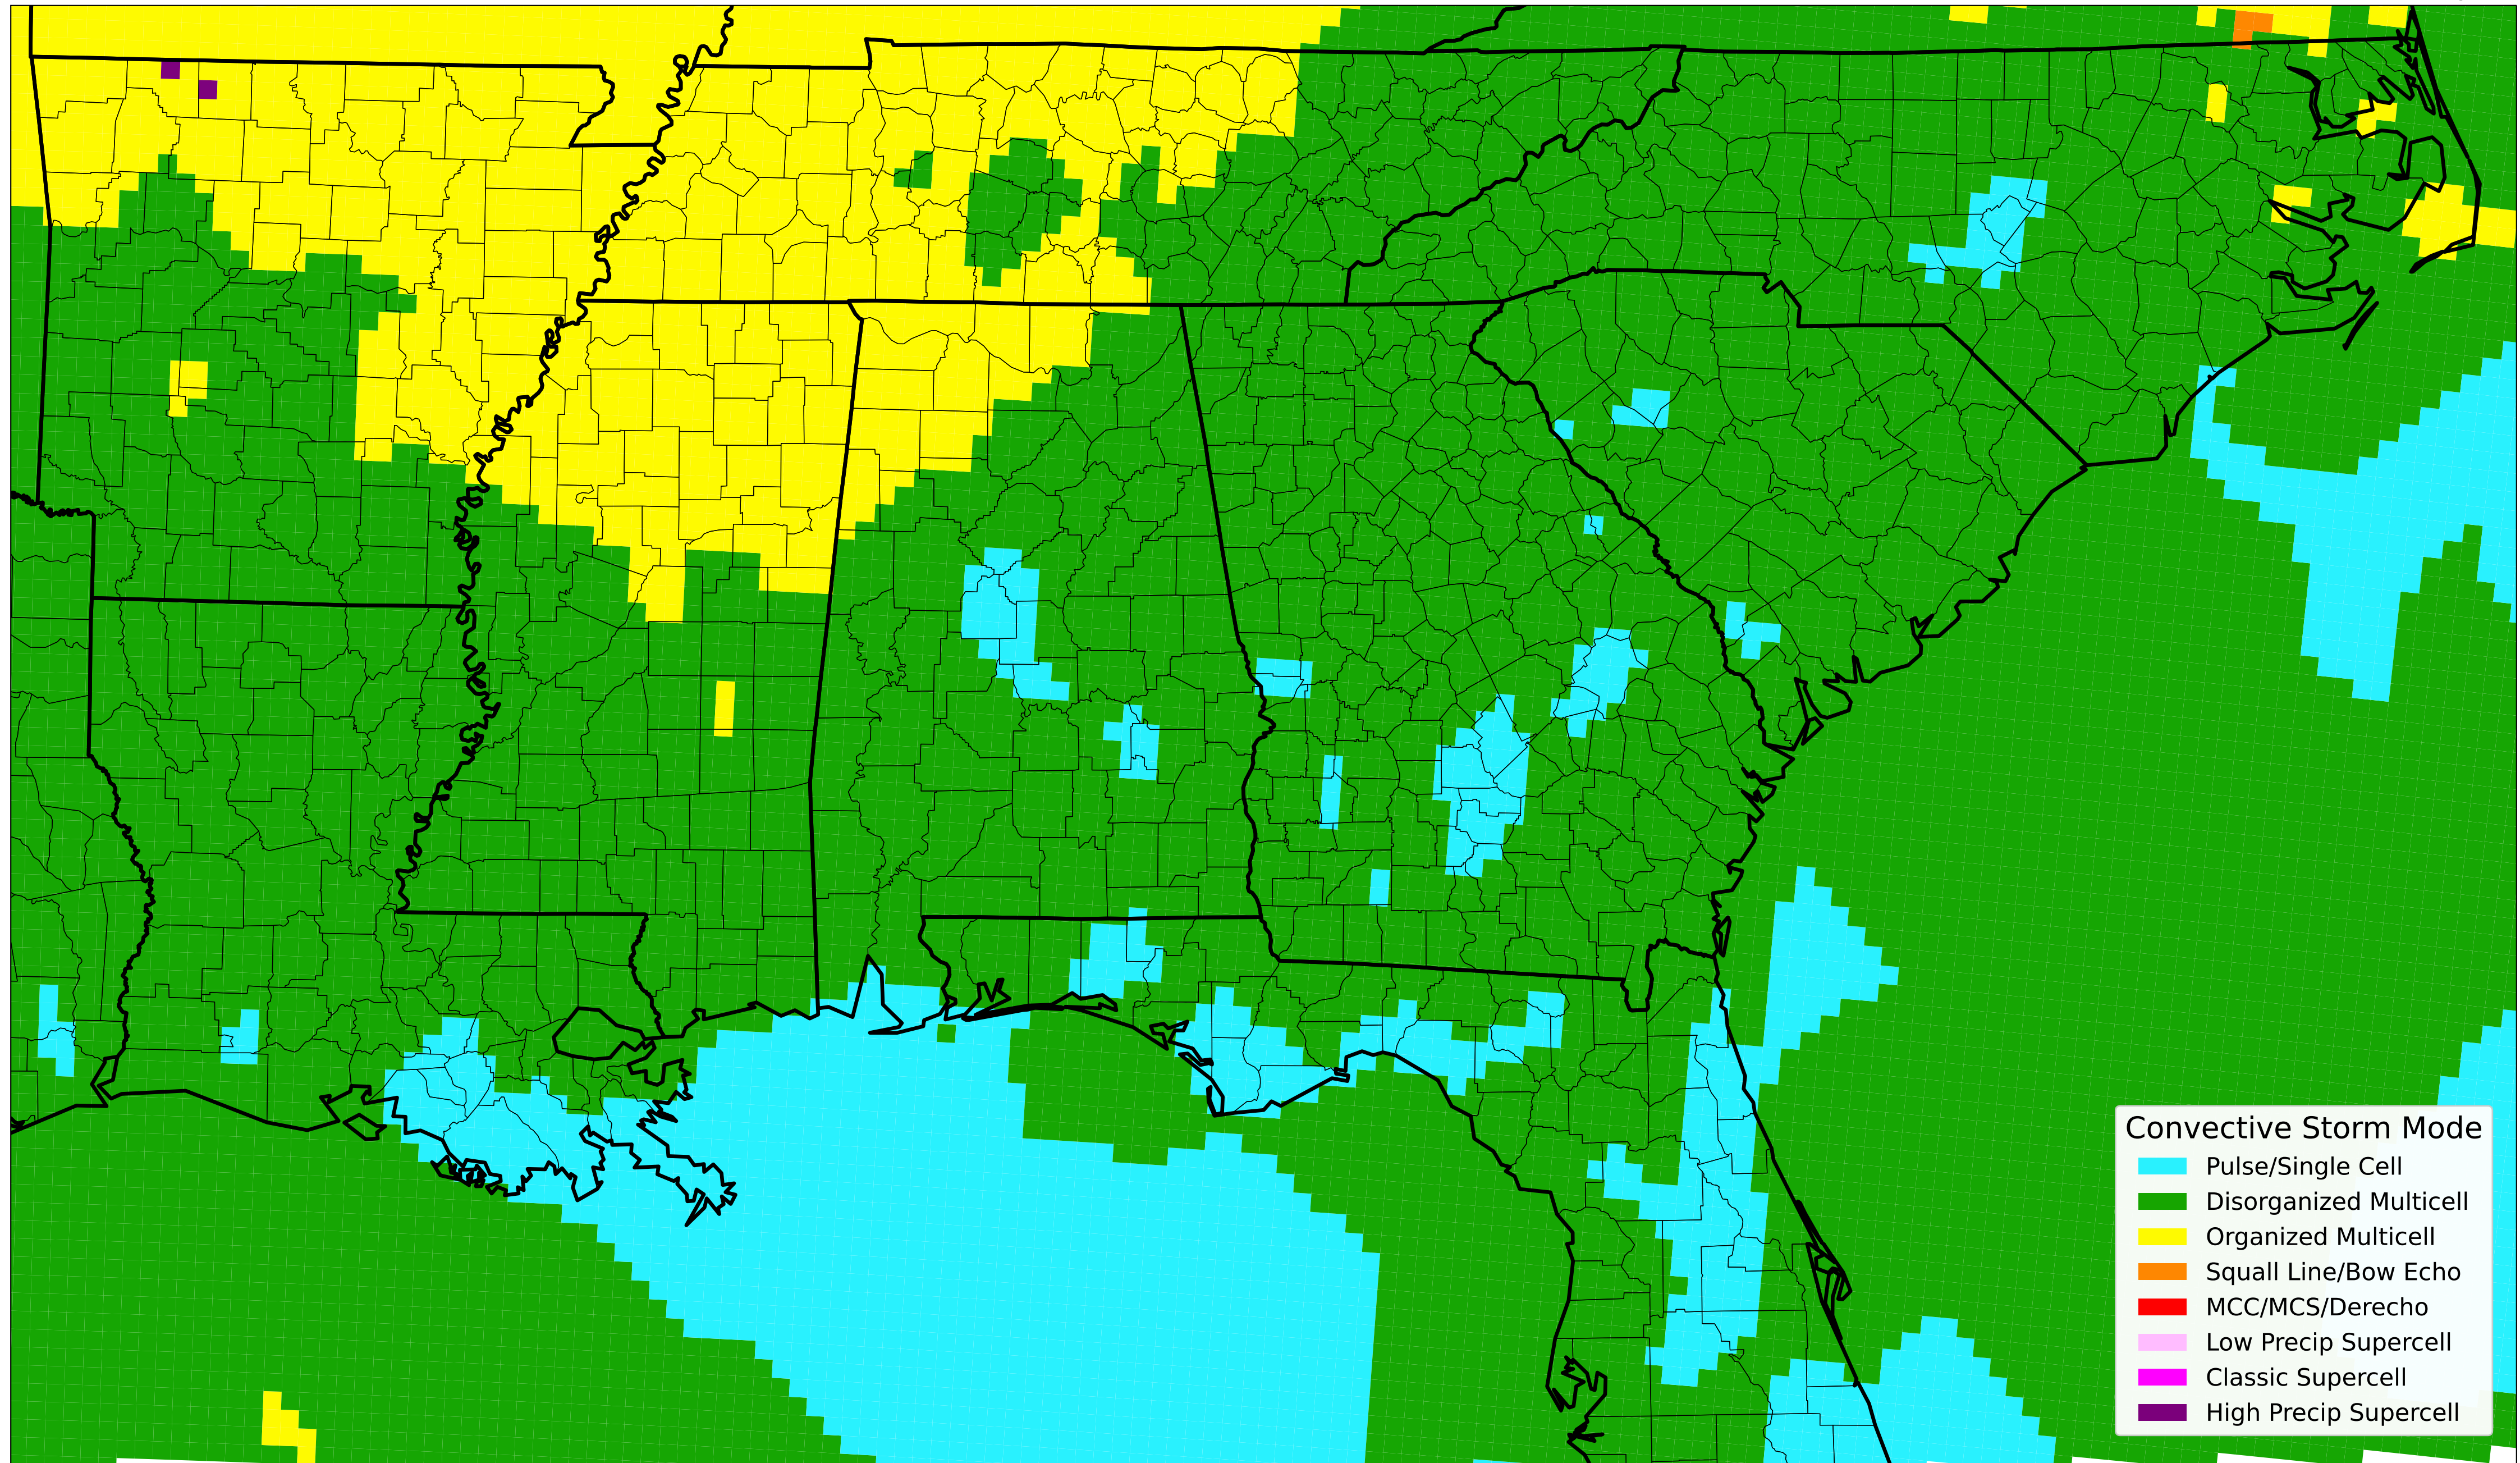 Convective Storm Mode
Pulse/Single Cell
Disorganized Multicell
Organized Multicell
Squall Line/Bow Echo
MCC/MCS/Derecho
Low Precip Supercell
Classic Supercell
High Precip Supercell